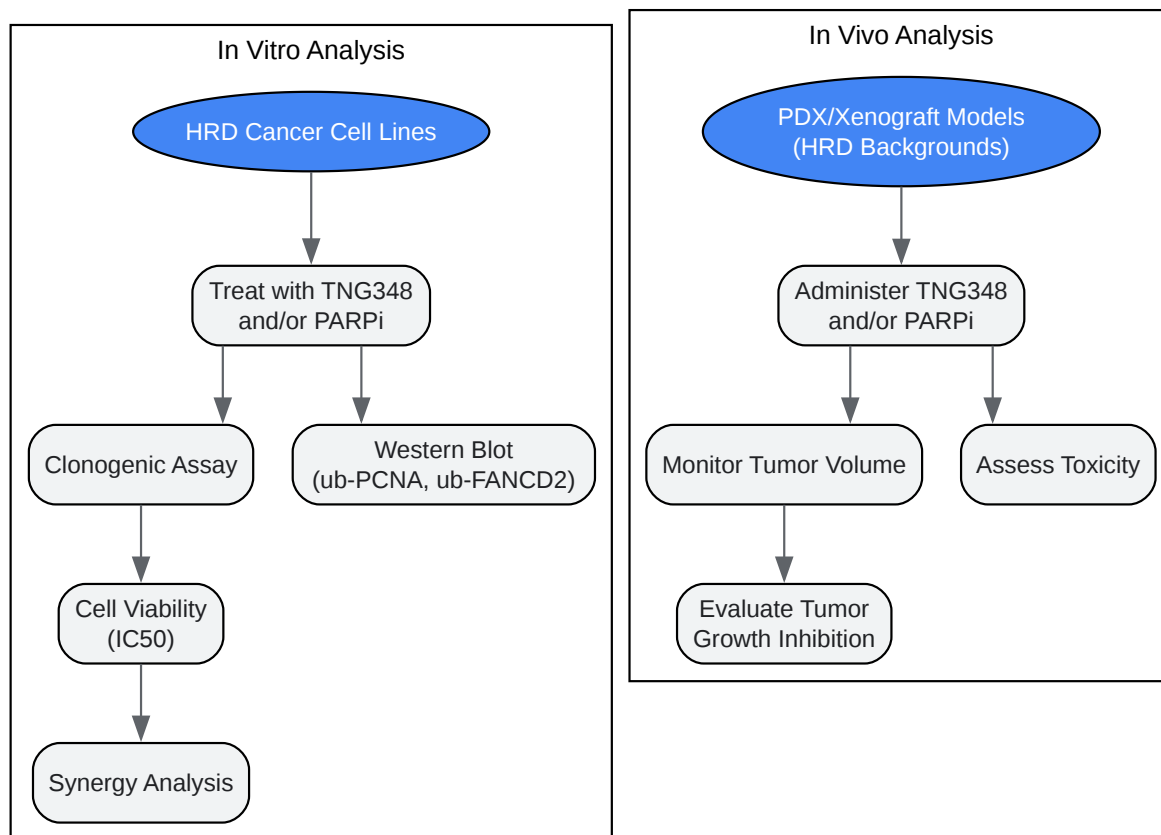 In Vitro Analysis
HRD Cancer Cell Lines
Treat with TNG348
and/or PARPi
Clonogenic Assay
Western Blot
(ub-PCNA, ub-FANCD2)
Cell Viability
(IC50)
Synergy Analysis
In Vivo Analysis
PDX/Xenograft Models
(HRD Backgrounds)
Administer TNG348
and/or PARPi
Monitor Tumor Volume
Assess Toxicity
Evaluate Tumor
Growth Inhibition